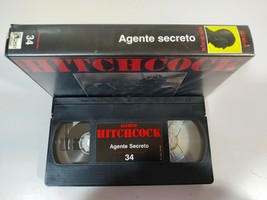 34
Agente secreto
HITCHCOCK
HITCHCOCK
Agente Secreto
34